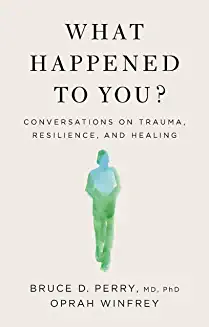 WHAT
HAPPENED
TO YOU?
CONVERSATIONS ON TRAUMA,
RESILIENCE, AND HEALING
BRUCE D. PERRY, MD, PhD
OPRAH WINFREY